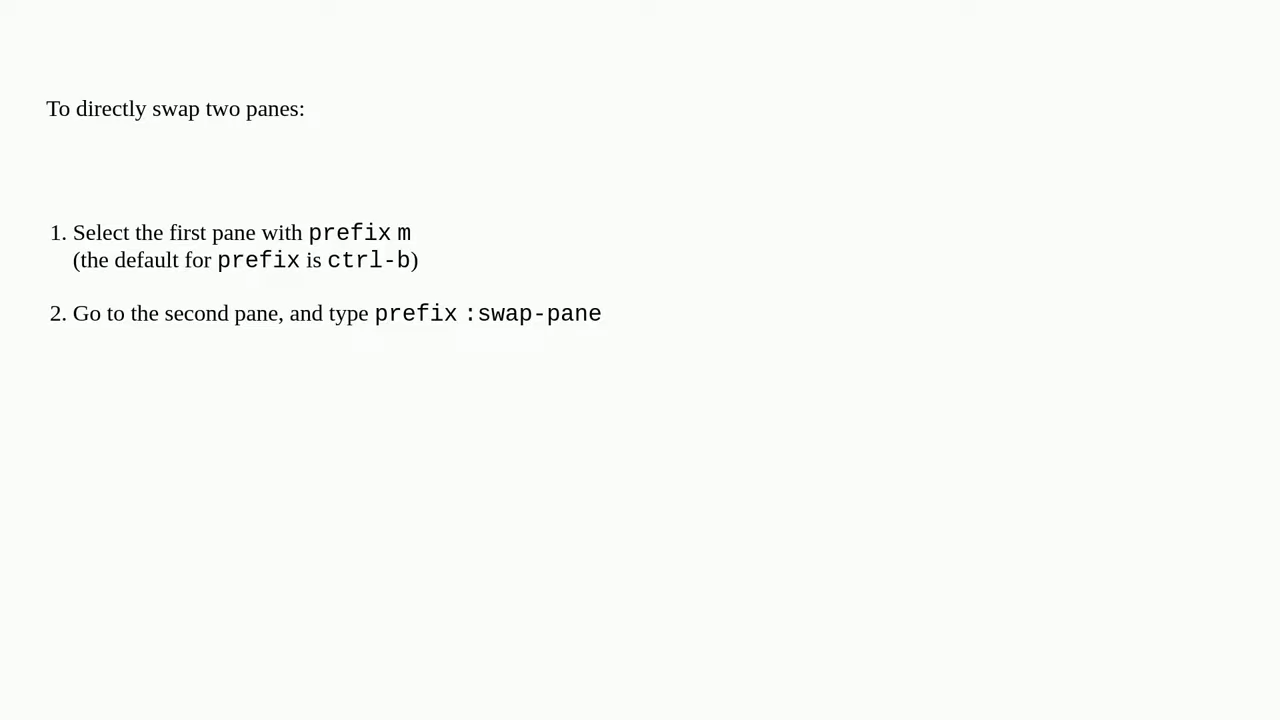 To directly swap two panes:
1. Select the first pane with prefix m
(the default for prefix is ctrl-b)
2. Go to the second pane, and type prefix :swap-pane